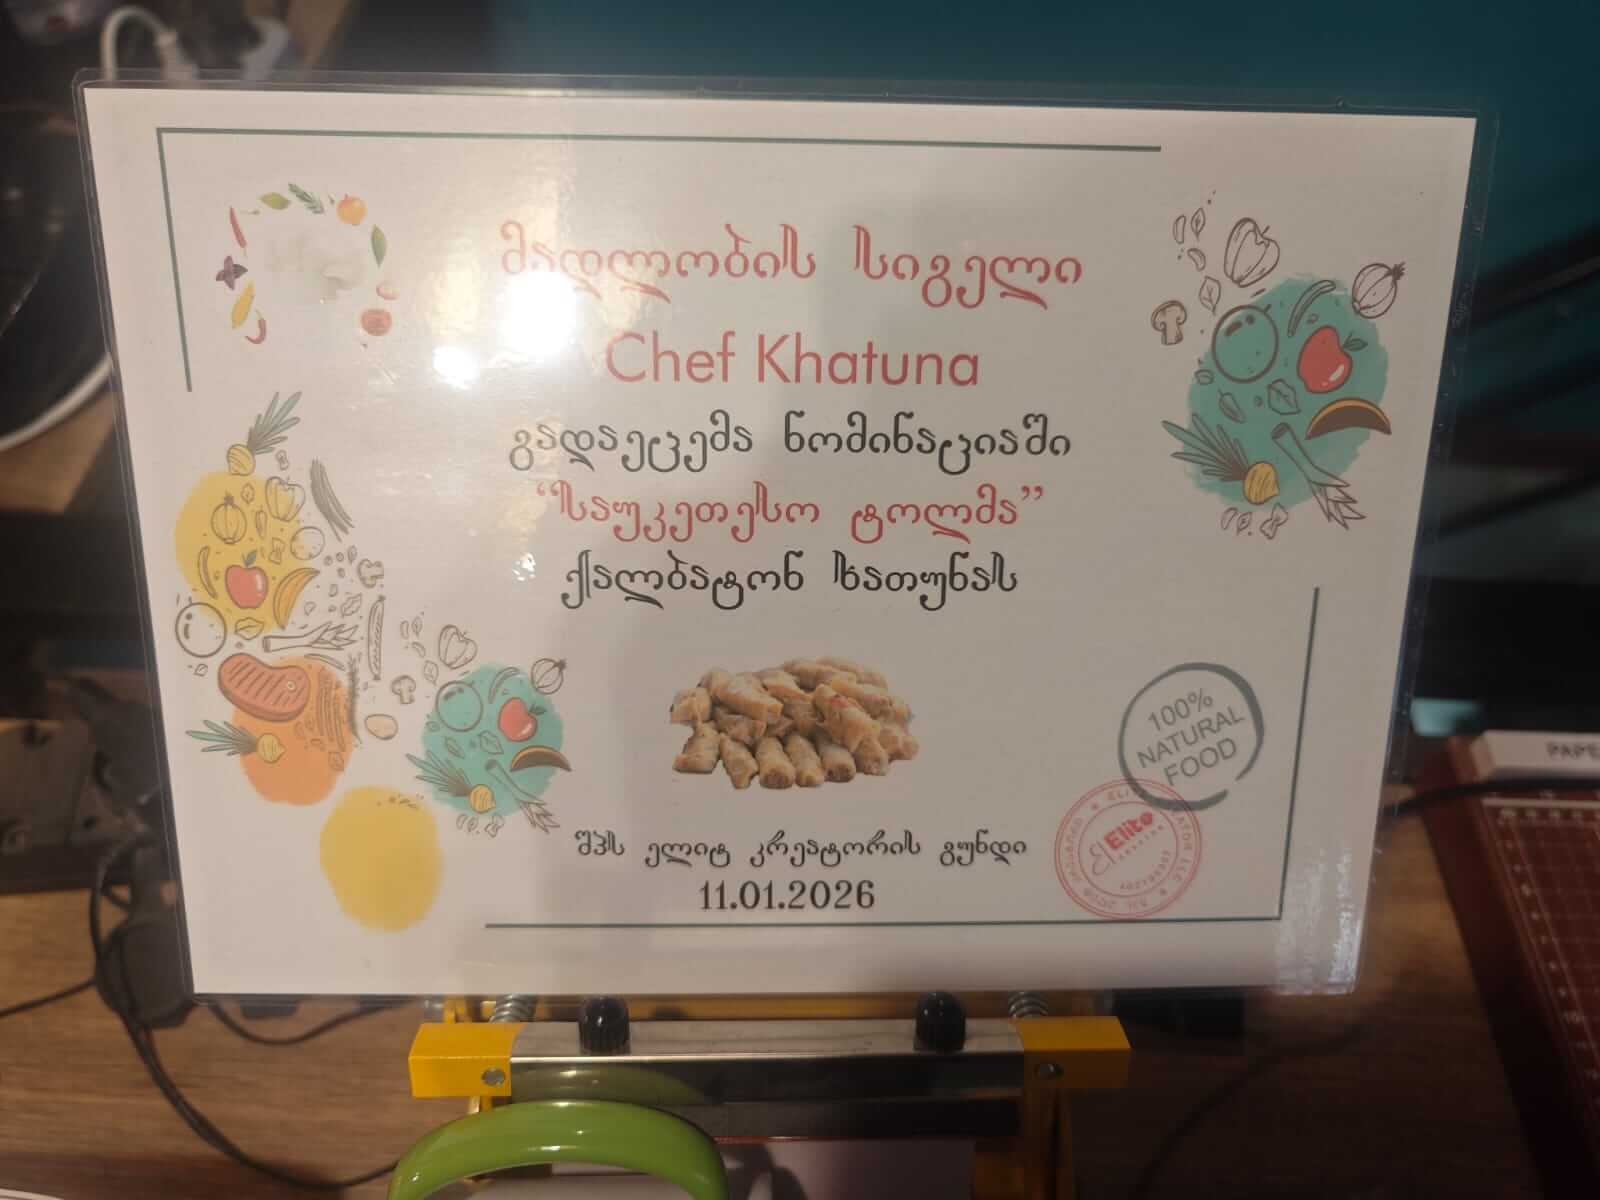 მადლობის სიგელი
Chef Khatuna
გადაეცემა ნომინაციაში
“საუკეთესო ტოლმა”
ქალბატონ ხათუნას
100%
NATURAL
FOOD
Elite
შპს ელიტ კრეატორის გუნდი
11.01.2026